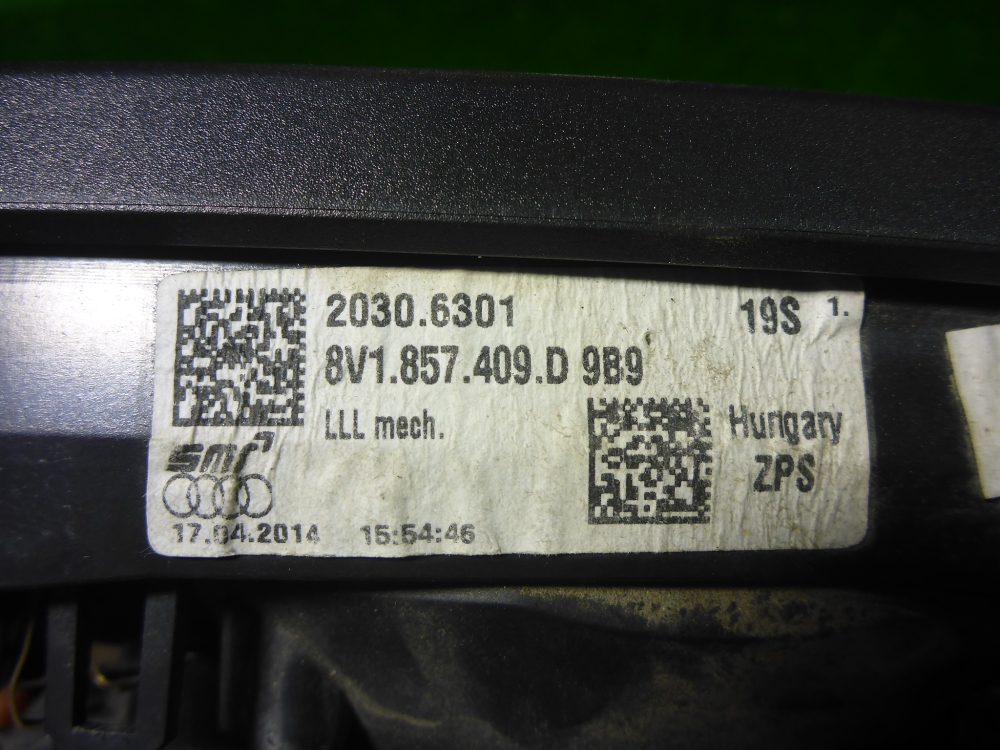 2030.6301 19S 1.
8V1.857.409.D 9B9
LLL mech. Hungary
ZPS
smr
17.04.2014 15:54:46